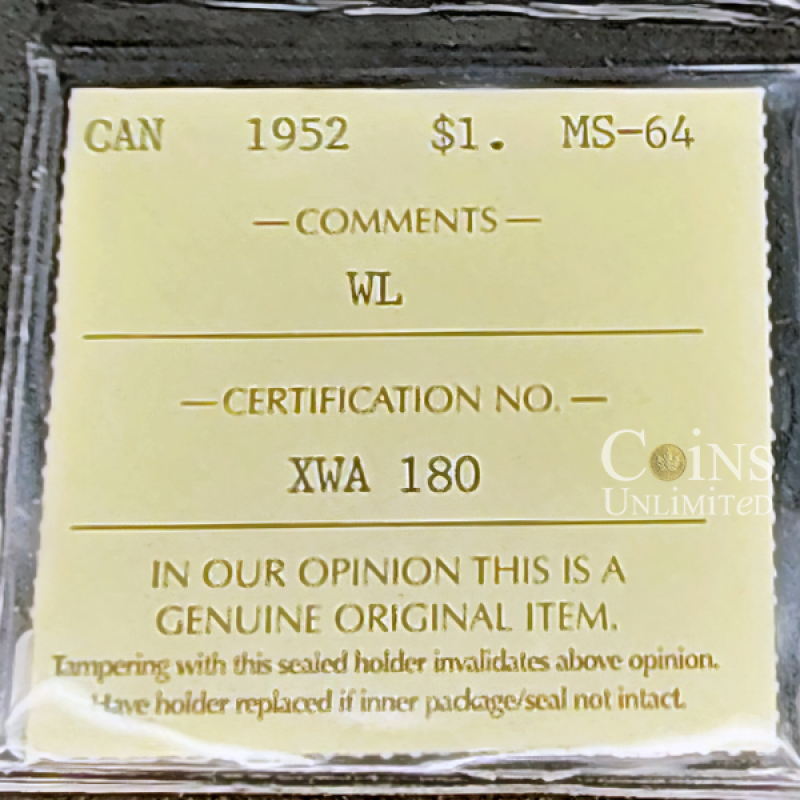 CAN 1952 $1. MS-64
— COMMENTS —
WL
— CERTIFICATION NO. —
XWA 180
COiNS
UNLiMiTeD
IN OUR OPINION THIS IS A
GENUINE ORIGINAL ITEM.
Tampering with this sealed holder invalidates above opinion.
Have holder replaced if inner package/seal not intact.